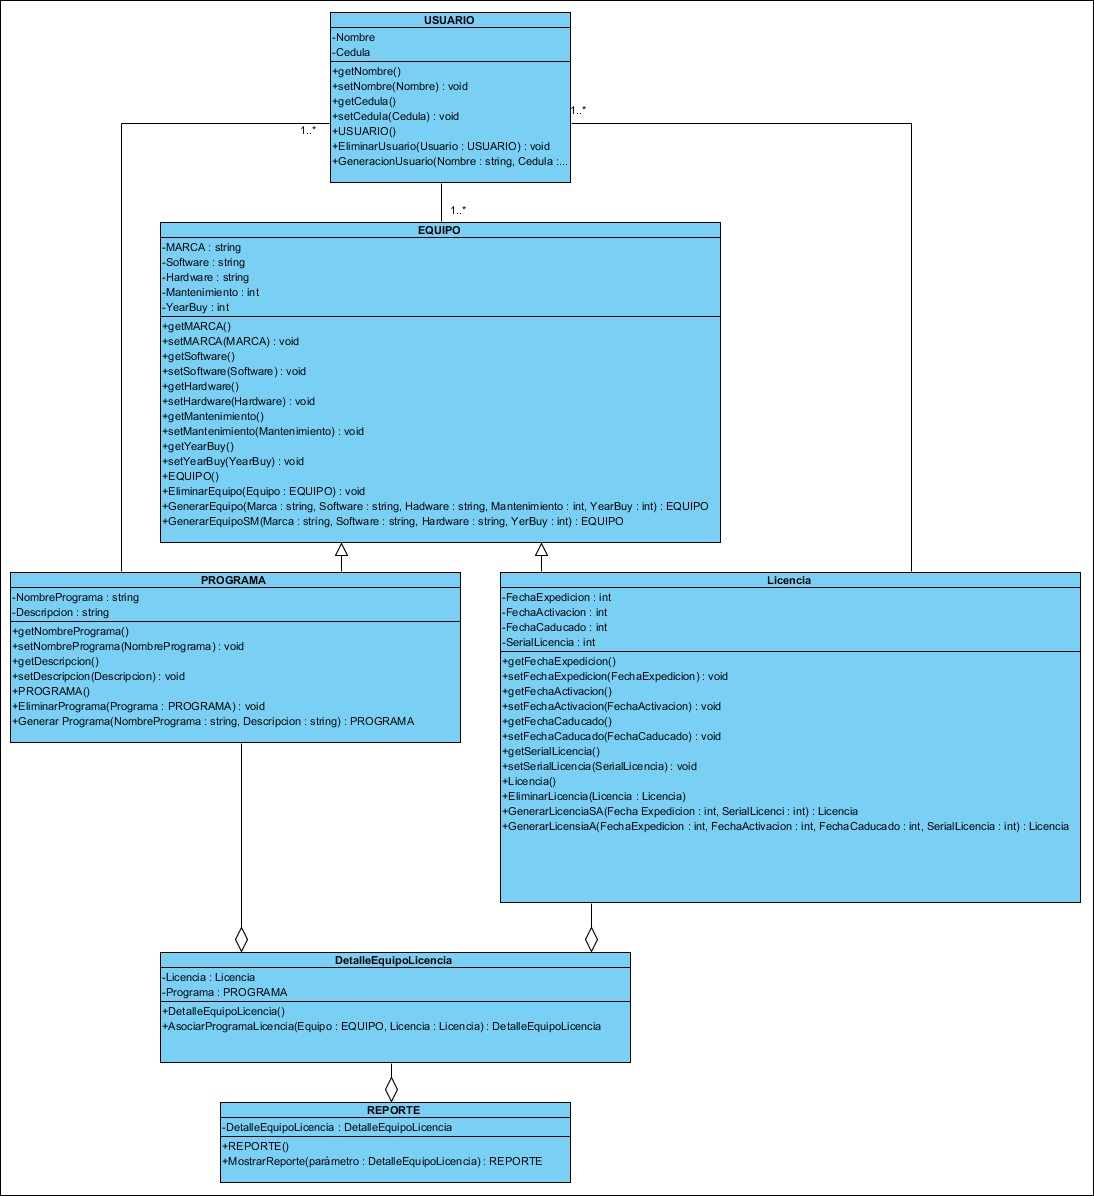 USUARIO
-Nombre
-Cedula
+getNombre()
+setNombre(Nombre) : void
+getCedula()
+setCedula(Cedula) : void
+USUARIO()
+EliminarUsuario(Usuario : USUARIO) : void
+GeneracionUsuario(Nombre : string, Cedula :...
1..*
1..*
1..*
EQUIPO
-MARCA : string
-Software : string
-Hardware : string
-Mantenimiento : int
-YearBuy : int
+getMARCA()
+setMARCA(MARCA) : void
+getSoftware()
+setSoftware(Software) : void
+getHardware()
+setHardware(Hardware) : void
+getMantenimiento()
+setMantenimiento(Mantenimiento) : void
+getYearBuy()
+setYearBuy(YearBuy) : void
+EQUIPO()
+EliminarEquipo(Equipo : EQUIPO) : void
+GenerarEquipo(Marca : string, Software : string, Hadware : string, Mantenimiento : int, YearBuy : int) : EQUIPO
+GenerarEquipoSM(Marca : string, Software : string, Hardware : string, YerBuy : int) : EQUIPO
PROGRAMA
-NombrePrograma : string
-Descripcion : string
+getNombrePrograma()
+setNombrePrograma(NombrePrograma) : void
+getDescripcion()
+setDescripcion(Descripcion) : void
+PROGRAMA()
+EliminarPrograma(Programa : PROGRAMA) : void
+Generar Programa(NombrePrograma : string, Descripcion : string) : PROGRAMA
Licencia
-FechaExpedicion : int
-FechaActivacion : int
-FechaCaducado : int
-SerialLicencia : int
+getFechaExpedicion()
+setFechaExpedicion(FechaExpedicion) : void
+getFechaActivacion()
+setFechaActivacion(FechaActivacion) : void
+getFechaCaducado()
+setFechaCaducado(FechaCaducado) : void
+getSerialLicencia()
+setSerialLicencia(SerialLicencia) : void
+Licencia()
+EliminarLicencia(Licencia : Licencia)
+GenerarLicenciaSA(Fecha Expedicion : int, SerialLicenci : int) : Licencia
+GenerarLicensiaA(FechaExpedicion : int, FechaActivacion : int, FechaCaducado : int, SerialLicencia : int) : Licencia
DetalleEquipoLicencia
-Licencia : Licencia
-Programa : PROGRAMA
+DetalleEquipoLicencia()
+AsociarProgramaLicencia(Equipo : EQUIPO, Licencia : Licencia) : DetalleEquipoLicencia
REPORTE
-DetalleEquipoLicencia : DetalleEquipoLicencia
+REPORTE()
+MostrarReporte(parámetro : DetalleEquipoLicencia) : REPORTE